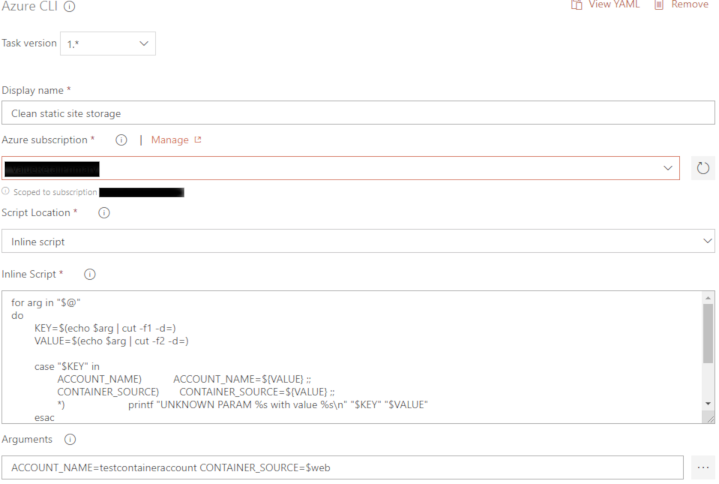 Azure CLI
View YAML
Remove
Task version
1.*
Display name *
Clean static site storage
Azure subscription *
| Manage
Scoped to subscription
Script Location *
Inline script
Inline Script *
for arg in "$@"
do
KEY=$(echo $arg | cut -f1 -d=)
VALUE=$(echo $arg | cut -f2 -d=)
case "$KEY" in
ACCOUNT_NAME) ACCOUNT_NAME=${VALUE} ;;
CONTAINER_SOURCE) CONTAINER_SOURCE=${VALUE} ;;
*) printf "UNKNOWN PARAM %s with value %s\n" "$KEY" "$VALUE"
esac
Arguments
ACCOUNT_NAME=testcontaineraccount CONTAINER_SOURCE=$web
...